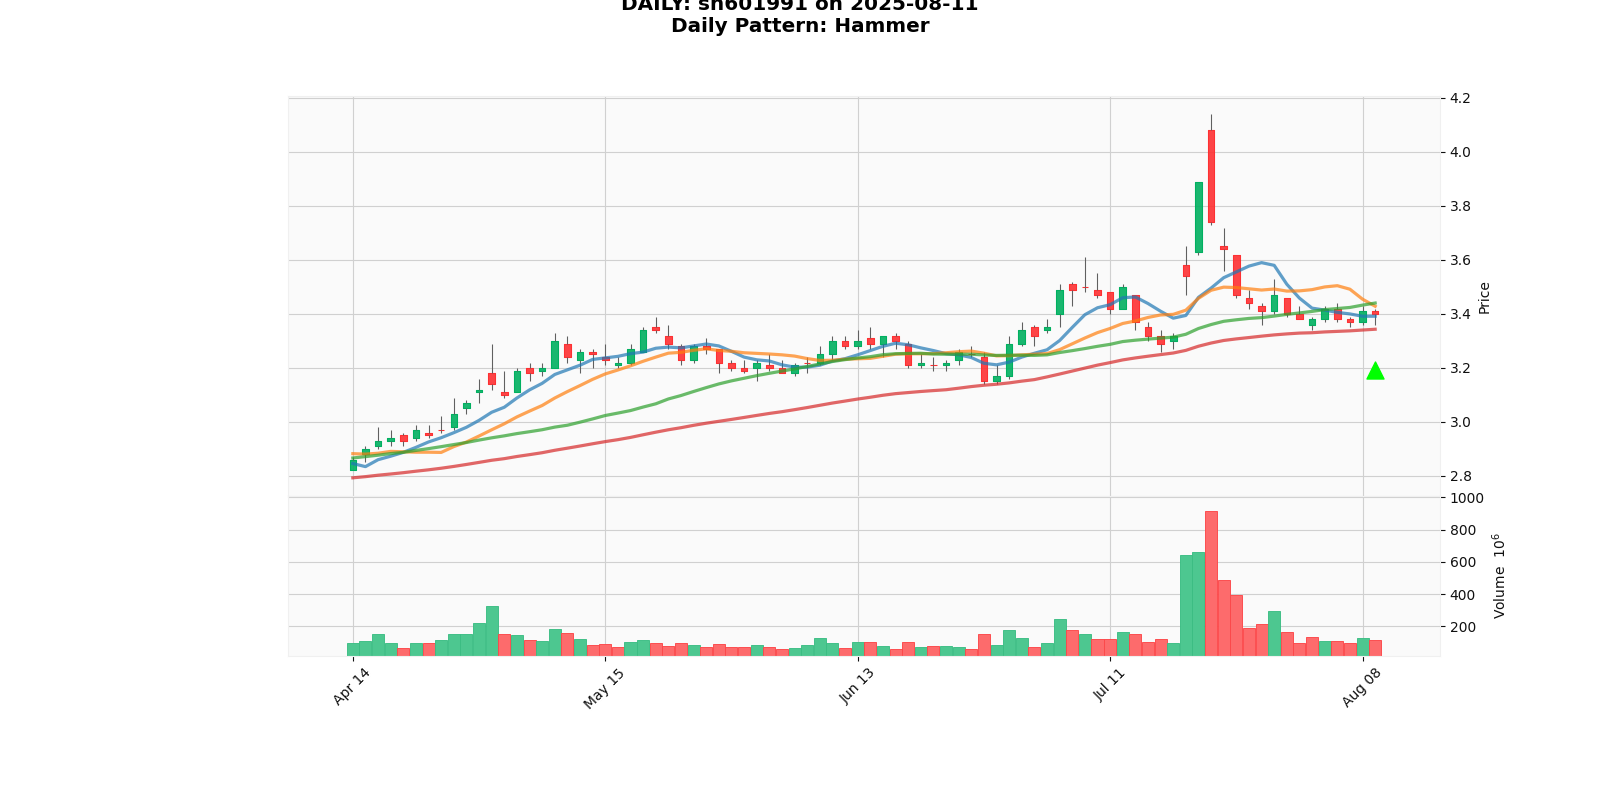 DAILY: sh601991 on 2025-08-11
Daily Pattern: Hammer
4.2
4.0
3.8
3.6
3.4
3.2
3.0
2.8
Price
1000
800
600
400
200
Volume 10^6
Apr 14
May 15
Jun 13
Jul 11
Aug 08